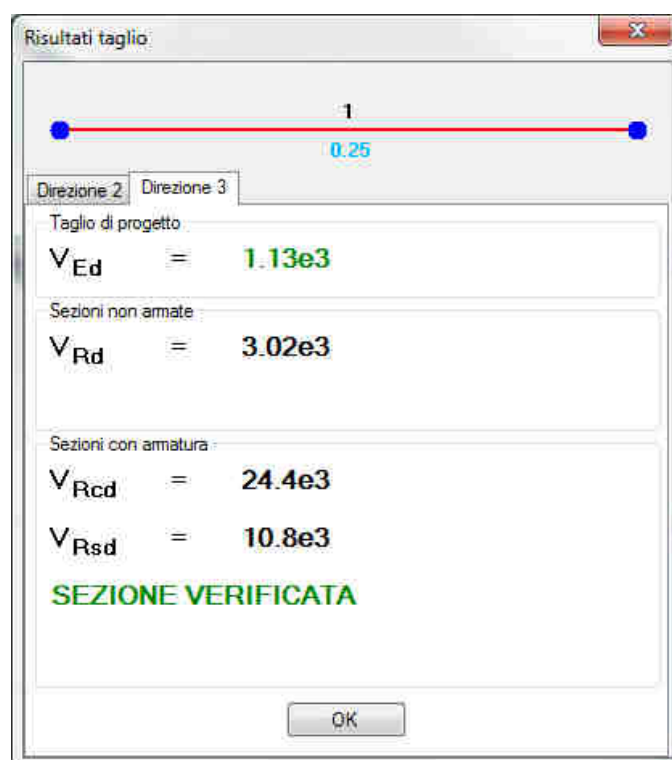 Risultati taglio
1
0.25
Direzione 2
Direzione 3
Taglio di progetto
VEd = 1.13e3
Sezioni non armate
VRd = 3.02e3
Sezioni con armatura
VRcd = 24.4e3
VRsd = 10.8e3
SEZIONE VERIFICATA
OK